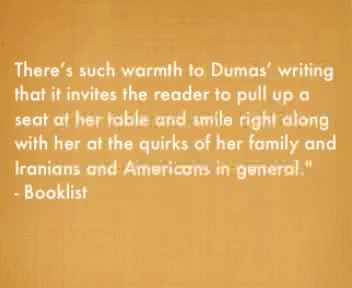 There's such warmth to Dumas' writing
that it invites the reader to pull up a
seat at her table and smile right along
with her at the quirks of her family and
Iranians and Americans in general."
- Booklist